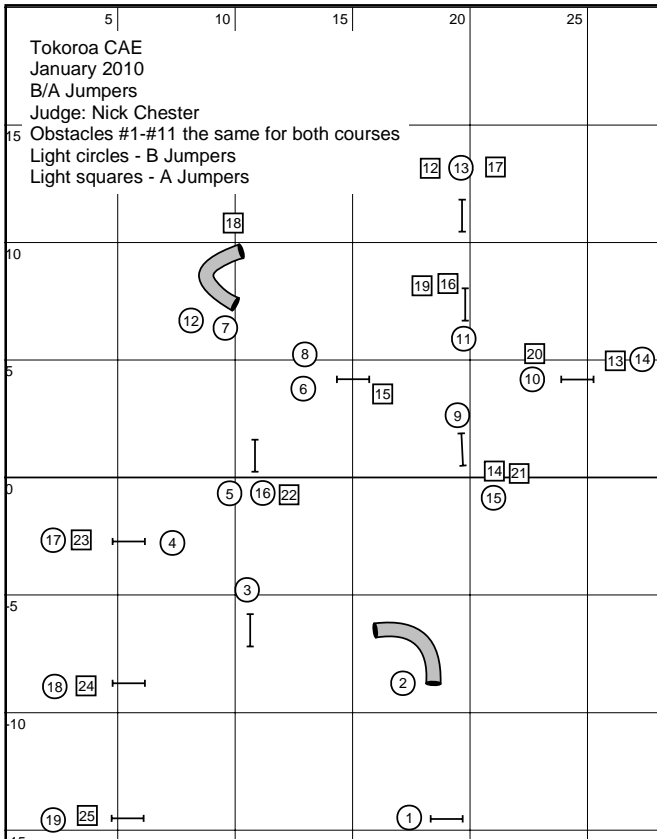 5 10 15 20 25
Tokoroa CAE
January 2010
B/A Jumpers
Judge: Nick Chester
Obstacles #1-#11 the same for both courses
Light circles - B Jumpers
Light squares - A Jumpers
15
12 13 17
18
10
19 16
12 7
11
8 20 13 14
5
6 15 10
9
14 21
0
5 16 22 15
17 23 4
3
-5
18 24 2
-10
19 25 1
-15